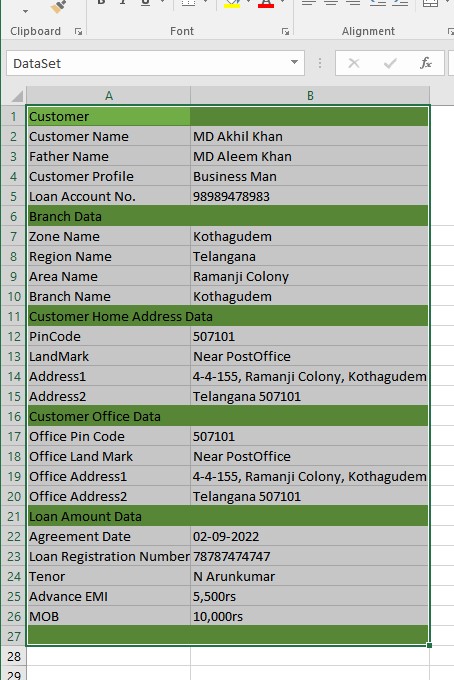 Clipboard Font Alignment
DataSet fx
A B
1 Customer
2 Customer Name MD Akhil Khan
3 Father Name MD Aleem Khan
4 Customer Profile Business Man
5 Loan Account No. 98989478983
6 Branch Data
7 Zone Name Kothagudem
8 Region Name Telangana
9 Area Name Ramanji Colony
10 Branch Name Kothagudem
11 Customer Home Address Data
12 PinCode 507101
13 LandMark Near PostOffice
14 Address1 4-4-155, Ramanji Colony, Kothagudem
15 Address2 Telangana 507101
16 Customer Office Data
17 Office Pin Code 507101
18 Office Land Mark Near PostOffice
19 Office Address1 4-4-155, Ramanji Colony, Kothagudem
20 Office Address2 Telangana 507101
21 Loan Amount Data
22 Agreement Date 02-09-2022
23 Loan Registration Number 78787474747
24 Tenor N Arunkumar
25 Advance EMI 5,500rs
26 MOB 10,000rs
27
28
29